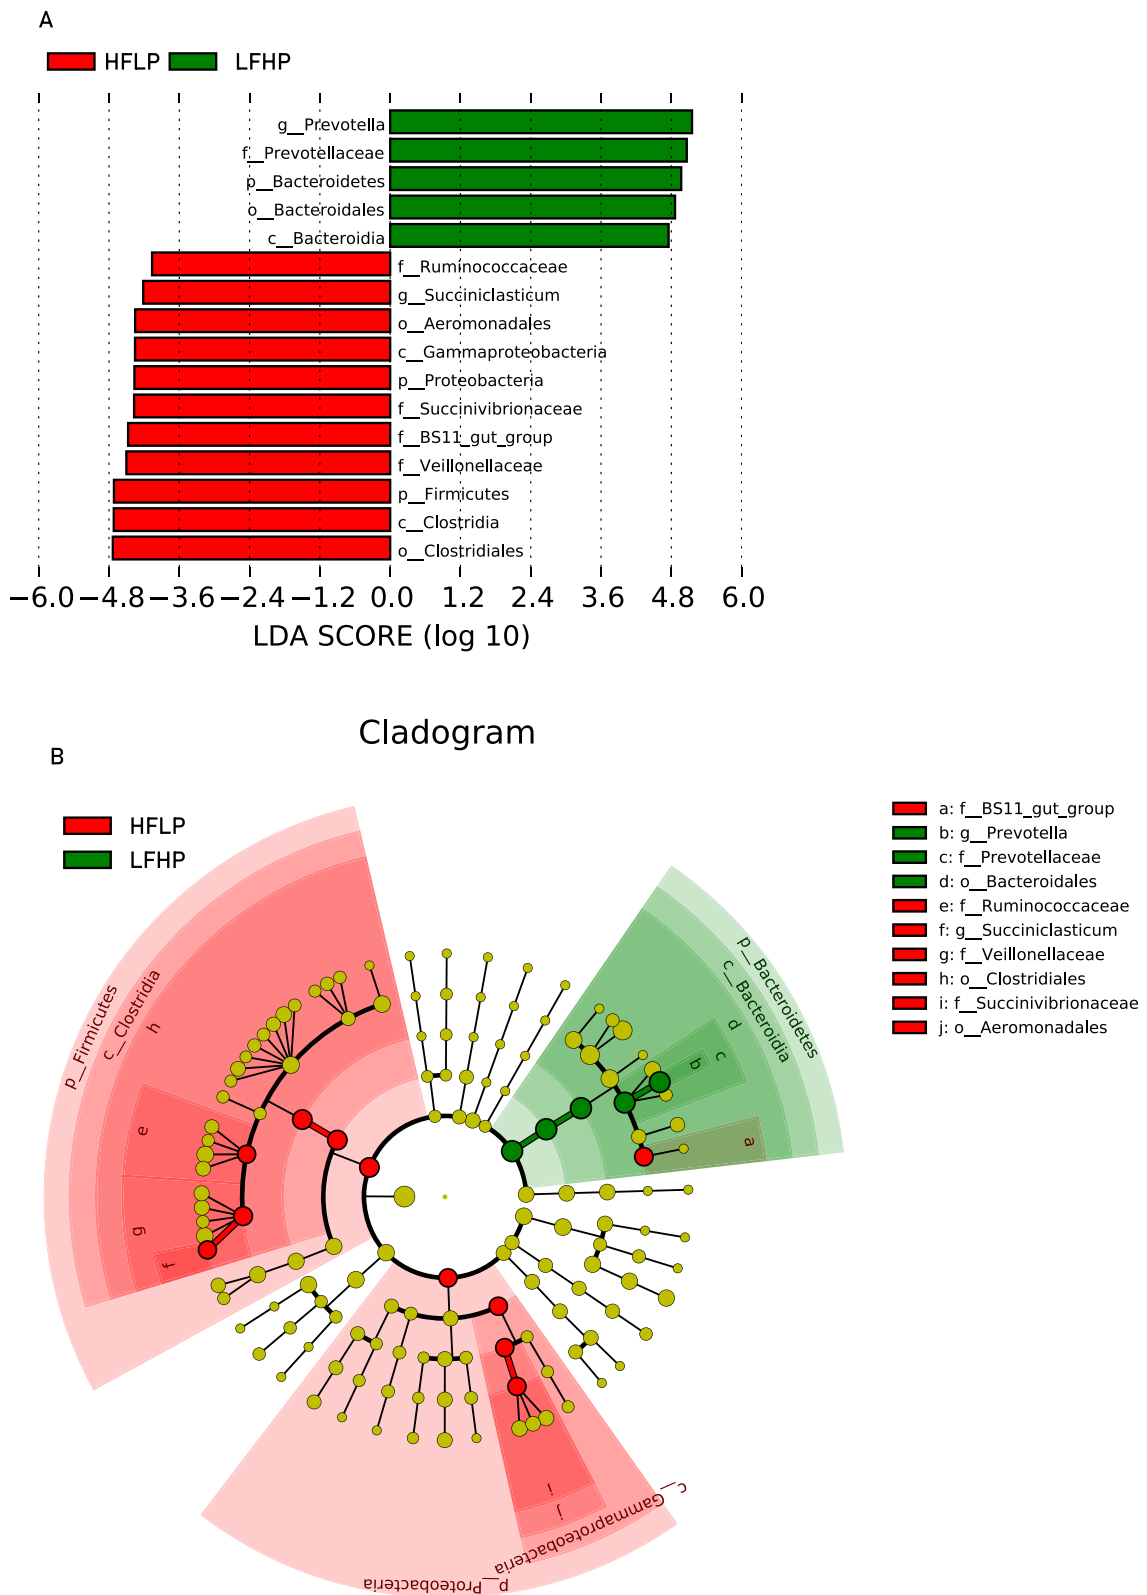 A
HFLP LFHP
g__Prevotella
f__Prevotellaceae
p__Bacteroidetes
o__Bacteroidales
c__Bacteroidia
f__Ruminococcaceae
g__Succiniclasticum
o__Aeromonadales
c__Gammaproteobacteria
p__Proteobacteria
f__Succinivibrionaceae
f__BS11_gut_group
f__Veillonellaceae
p__Firmicutes
c__Clostridia
o__Clostridiales
−6.0 −4.8 −3.6 −2.4 −1.2 0.0 1.2 2.4 3.6 4.8 6.0
LDA SCORE (log 10)
Cladogram
B
HFLP
LFHP
a: f__BS11_gut_group
b: g__Prevotella
c: f__Prevotellaceae
d: o__Bacteroidales
e: f__Ruminococcaceae
f: g__Succiniclasticum
g: f__Veillonellaceae
h: o__Clostridiales
i: f__Succinivibrionaceae
j: o__Aeromonadales
p__Firmicutes
c__Clostridia
h
e
g
f
p__Bacteroidetes
c__Bacteroidia
d
c
b
a
i
j
c__Gammaproteobacteria
p__Proteobacteria